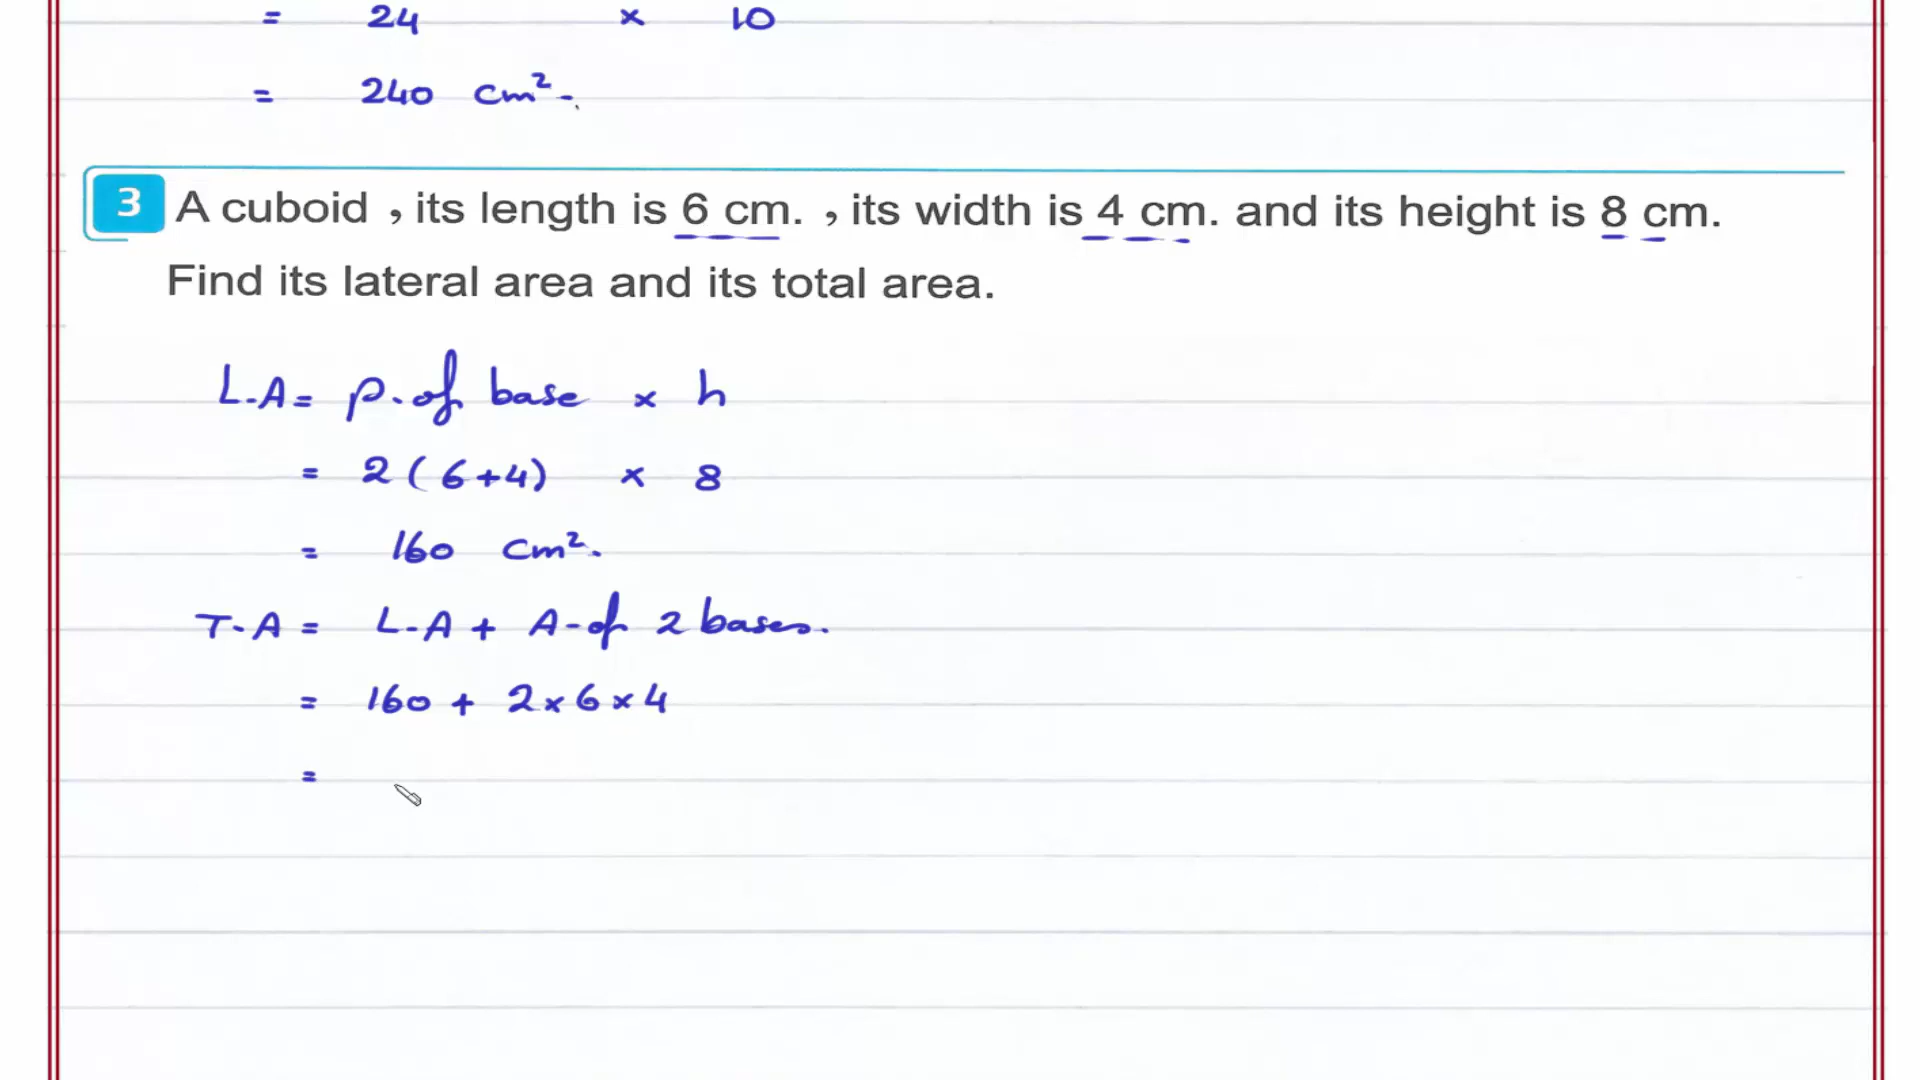 = 24 × 10
= 240 cm².
3 A cuboid , its length is 6 cm. , its width is 4 cm. and its height is 8 cm.
Find its lateral area and its total area.
L.A = P. of base × h
= 2 ( 6+4) × 8
= 160 cm².
T.A = L.A + A. of 2 bases.
= 160 + 2×6×4
=